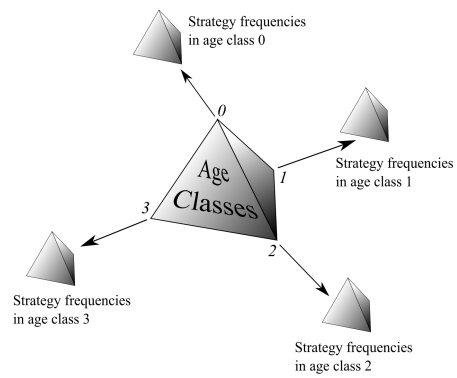 Strategy frequencies
in age class 0
0
Age
Classes
1
Strategy frequencies
in age class 1
3
2
Strategy frequencies
in age class 3
Strategy frequencies
in age class 2